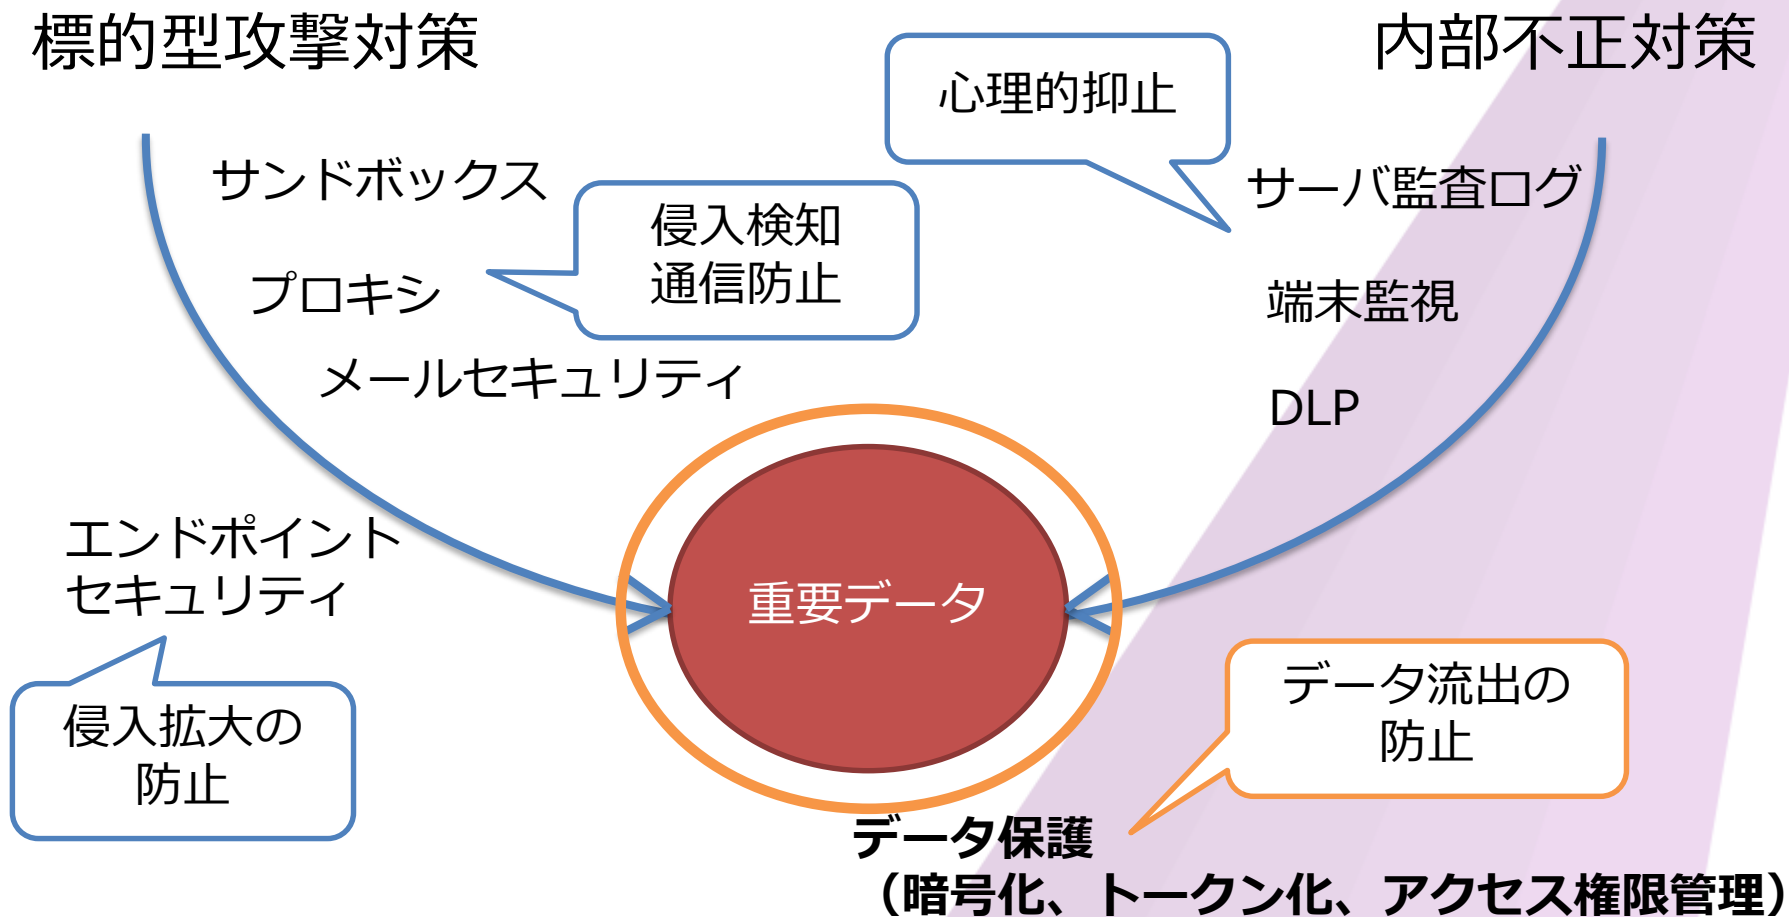 標的型攻撃対策
内部不正対策
心理的抑止
サンドボックス
サーバ監査ログ
侵入検知
通信防止
プロキシ
端末監視
メールセキュリティ
DLP
エンドポイント
セキュリティ
重要データ
侵入拡大の
防止
データ流出の
防止
データ保護
（暗号化、トークン化、アクセス権限管理）